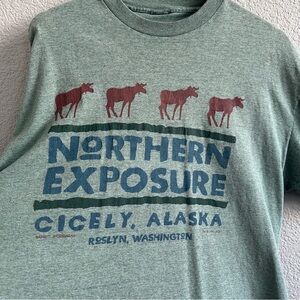 NORTHERN
EXPOSURE
CICELY, ALASKA
ROSLYN, WASHINGTON